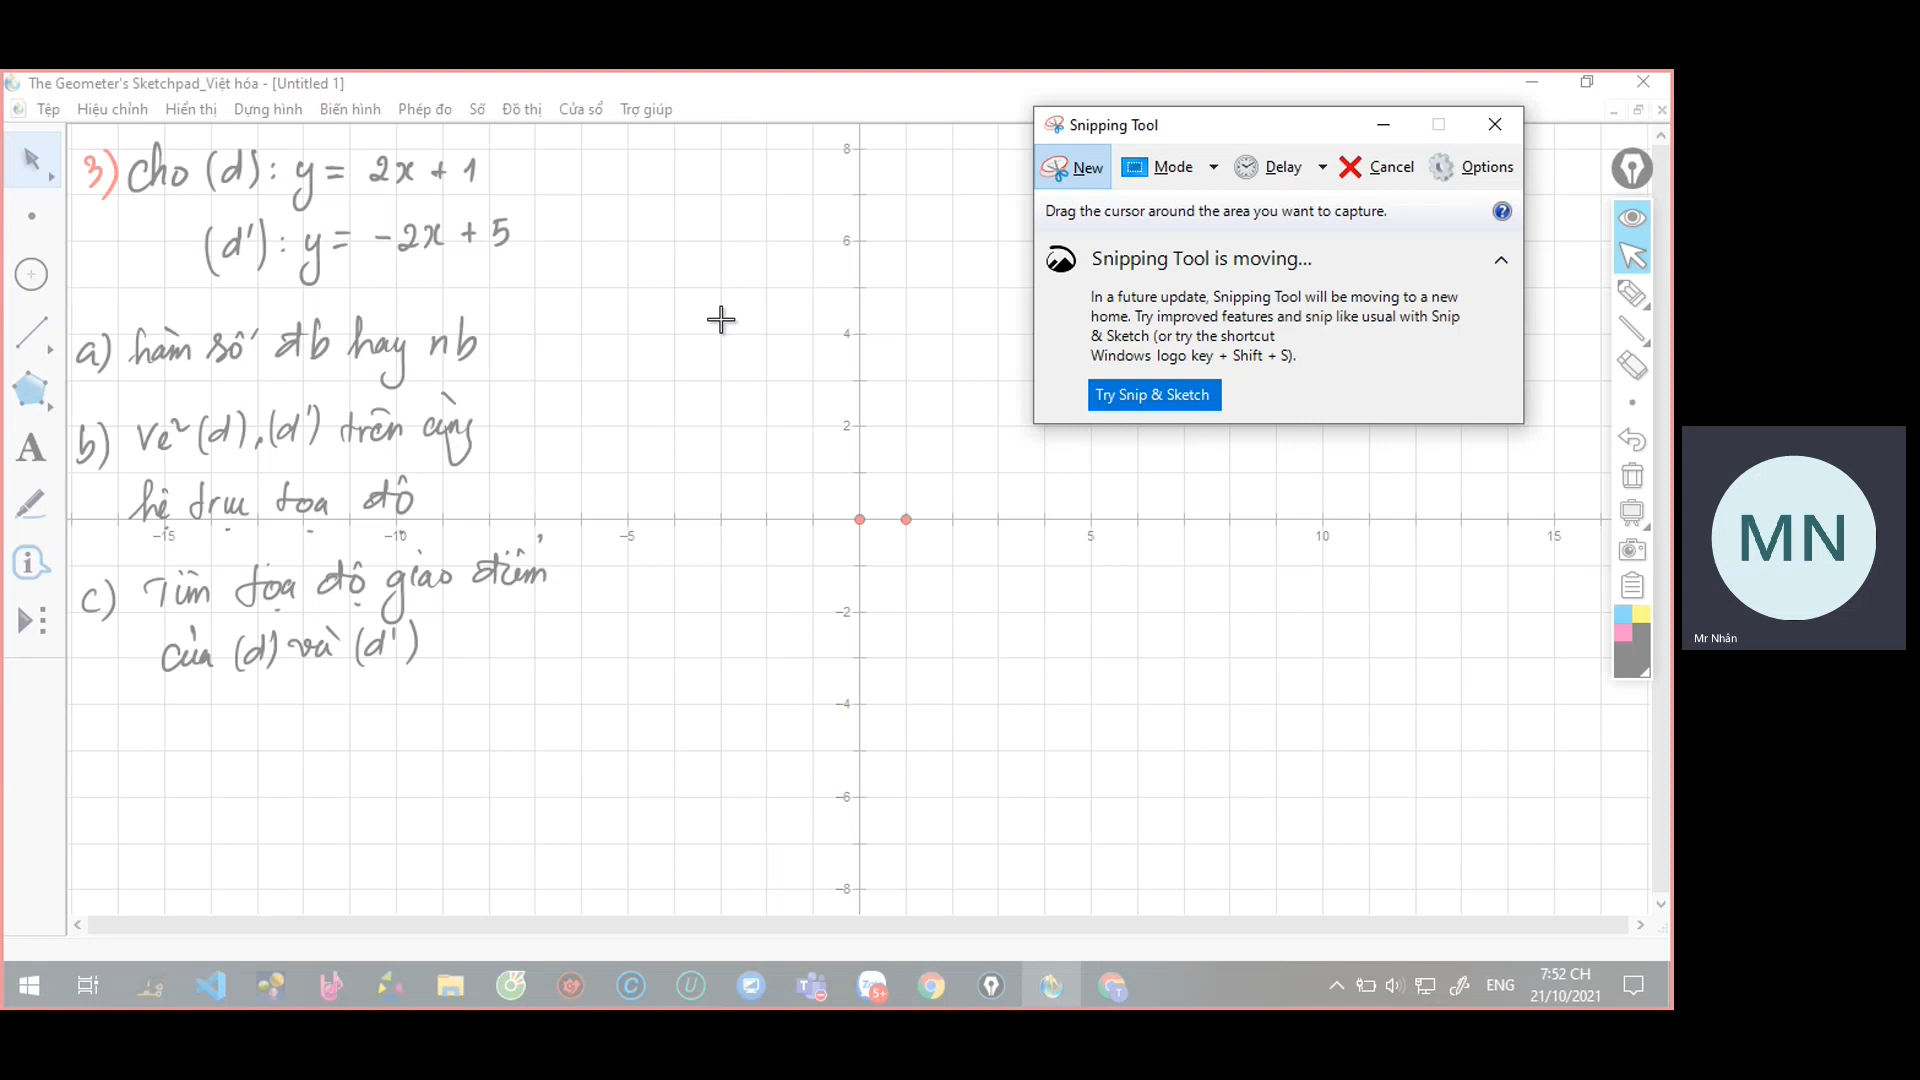 The Geometer's Sketchpad_Việt hóa - [Untitled 1]
Tệp Hiệu chỉnh Hiển thị Dựng hình Biến hình Phép đo Số Đồ thị Cửa sổ Trợ giúp
3) Cho (d): y = 2x + 1
(d'): y = -2x + 5
a) hàm số đb hay nb
b) Vẽ (d), (d') trên cùng
hệ trục tọa độ
c) Tìm tọa độ giao điểm
của (d) và (d')
8
6
4
2
-15 -10 -5 5 10 15
-2
-4
-6
-8
Snipping Tool
New Mode Delay Cancel Options
Drag the cursor around the area you want to capture.
Snipping Tool is moving...
In a future update, Snipping Tool will be moving to a new
home. Try improved features and snip like usual with Snip
& Sketch (or try the shortcut
Windows logo key + Shift + S).
Try Snip & Sketch
A
MN
Mr Nhân
Zalo
5+
T
ENG
7:52 CH
21/10/2021